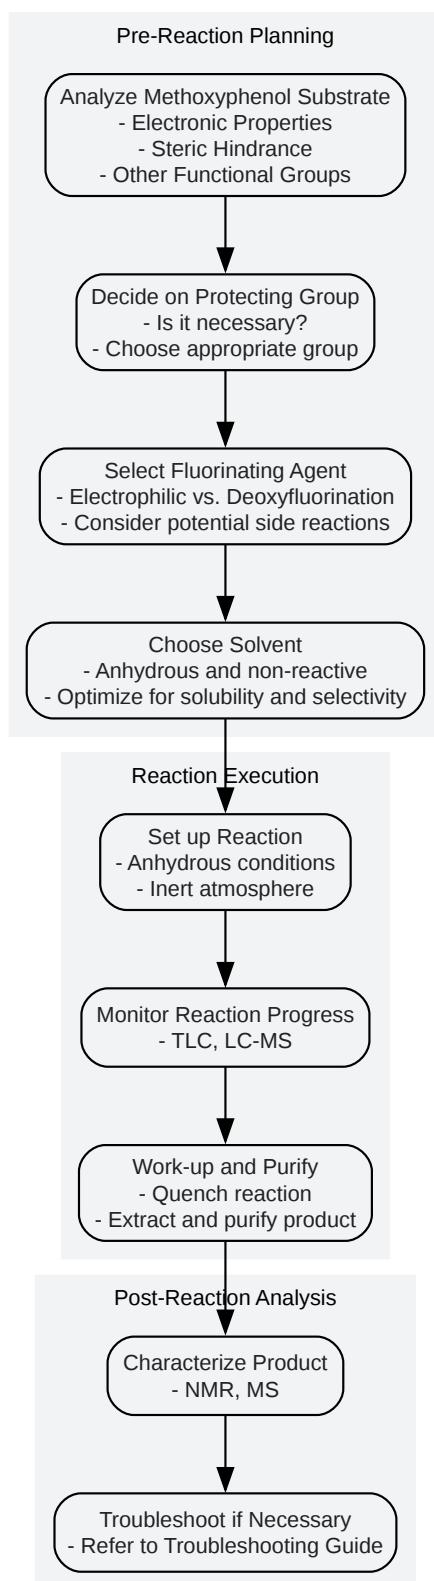 Pre-Reaction Planning
Analyze Methoxyphenol Substrate
- Electronic Properties
- Steric Hindrance
- Other Functional Groups
Decide on Protecting Group
- Is it necessary?
- Choose appropriate group
Select Fluorinating Agent
- Electrophilic vs. Deoxyfluorination
- Consider potential side reactions
Choose Solvent
- Anhydrous and non-reactive
- Optimize for solubility and selectivity
Reaction Execution
Set up Reaction
- Anhydrous conditions
- Inert atmosphere
Monitor Reaction Progress
- TLC, LC-MS
Work-up and Purify
- Quench reaction
- Extract and purify product
Post-Reaction Analysis
Characterize Product
- NMR, MS
Troubleshoot if Necessary
- Refer to Troubleshooting Guide